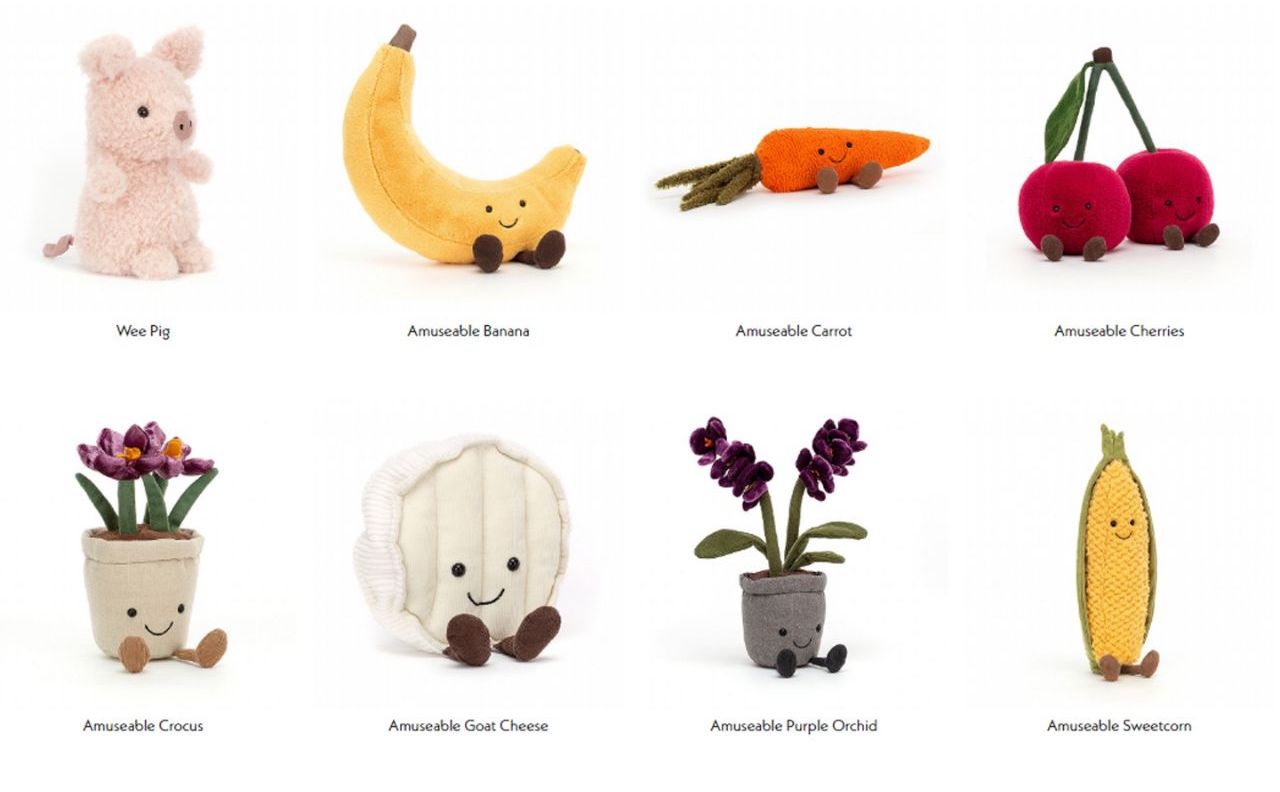 Wee Pig
Amuseable Banana
Amuseable Carrot
Amuseable Cherries
Amuseable Crocus
Amuseable Goat Cheese
Amuseable Purple Orchid
Amuseable Sweetcorn